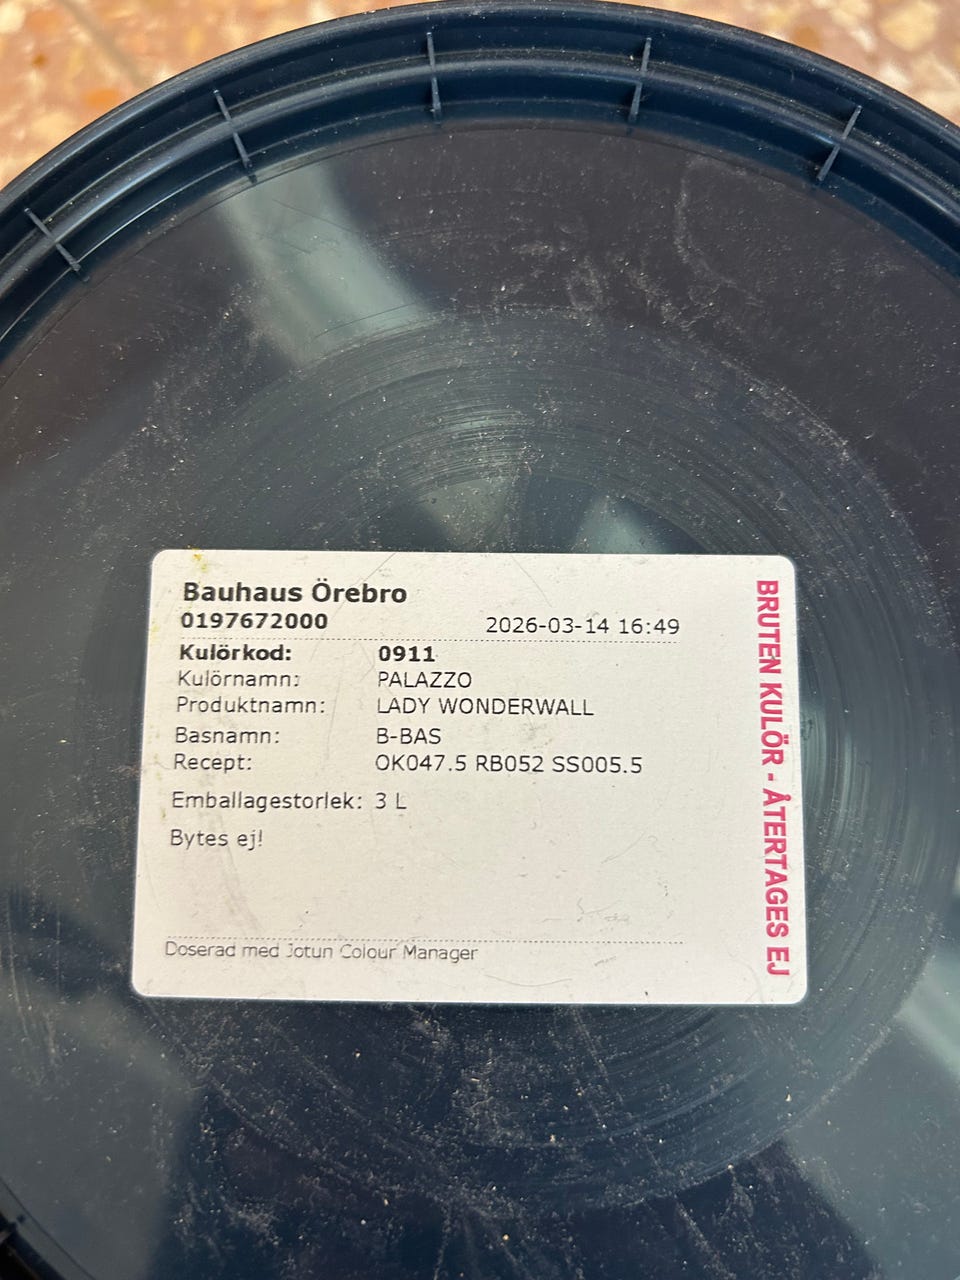 Bauhaus Örebro
0197672000 2026-03-14 16:49
Kulörkod: 0911
Kulörnamn: PALAZZO
Produktnamn: LADY WONDERWALL
Basnamn: B-BAS
Recept: OK047.5 RB052 SS005.5
Emballagestorlek: 3 L
Bytes ej!
Doserad med Jotun Colour Manager
BRUTEN KULÖR - ÅTERTAGES EJ